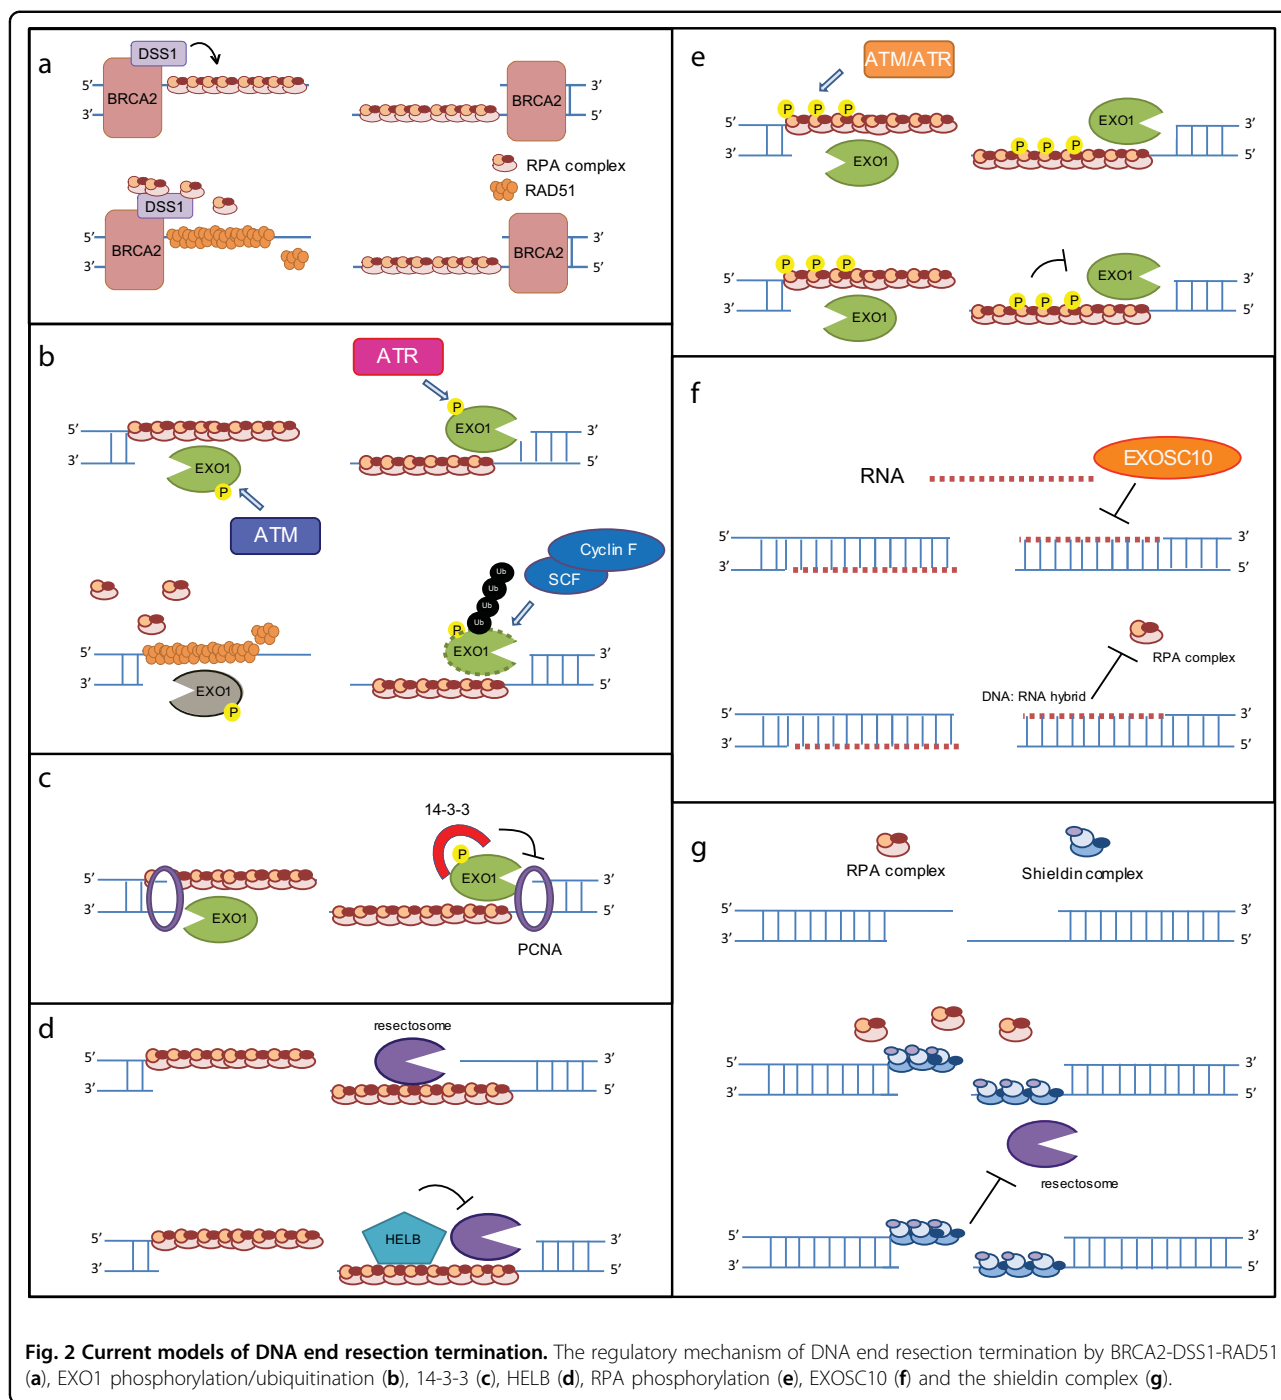 a
DSS1
5′
BRCA2
3′
BRCA2
3′
5′
RPA complex
RAD51
DSS1
5′
BRCA2
3′
BRCA2
3′
5′
b
ATR
P
5′
EXO1
3′
3′
EXO1
5′
P
ATM
Cyclin F
SCF
Ub
Ub
Ub
Ub
P
5′
EXO1
3′
3′
EXO1
5′
P
c
14-3-3
P
5′
EXO1
3′
3′
EXO1
5′
PCNA
d
resectosome
5′
3′
3′
5′
5′
HELB
3′
3′
5′
e
ATM/ATR
P P P
5′
EXO1
3′
3′
EXO1
P P P
5′
P P P
5′
EXO1
3′
3′
EXO1
P P P
5′
f
EXOSC10
RNA
5′
3′
3′
5′
RPA complex
DNA: RNA hybrid
5′
3′
3′
5′
g
RPA complex
Shieldin complex
5′
3′
3′
5′
5′
3′
3′
5′
resectosome
5′
3′
3′
5′
Fig. 2 Current models of DNA end resection termination. The regulatory mechanism of DNA end resection termination by BRCA2-DSS1-RAD51
(a), EXO1 phosphorylation/ubiquitination (b), 14-3-3 (c), HELB (d), RPA phosphorylation (e), EXOSC10 (f) and the shieldin complex (g).